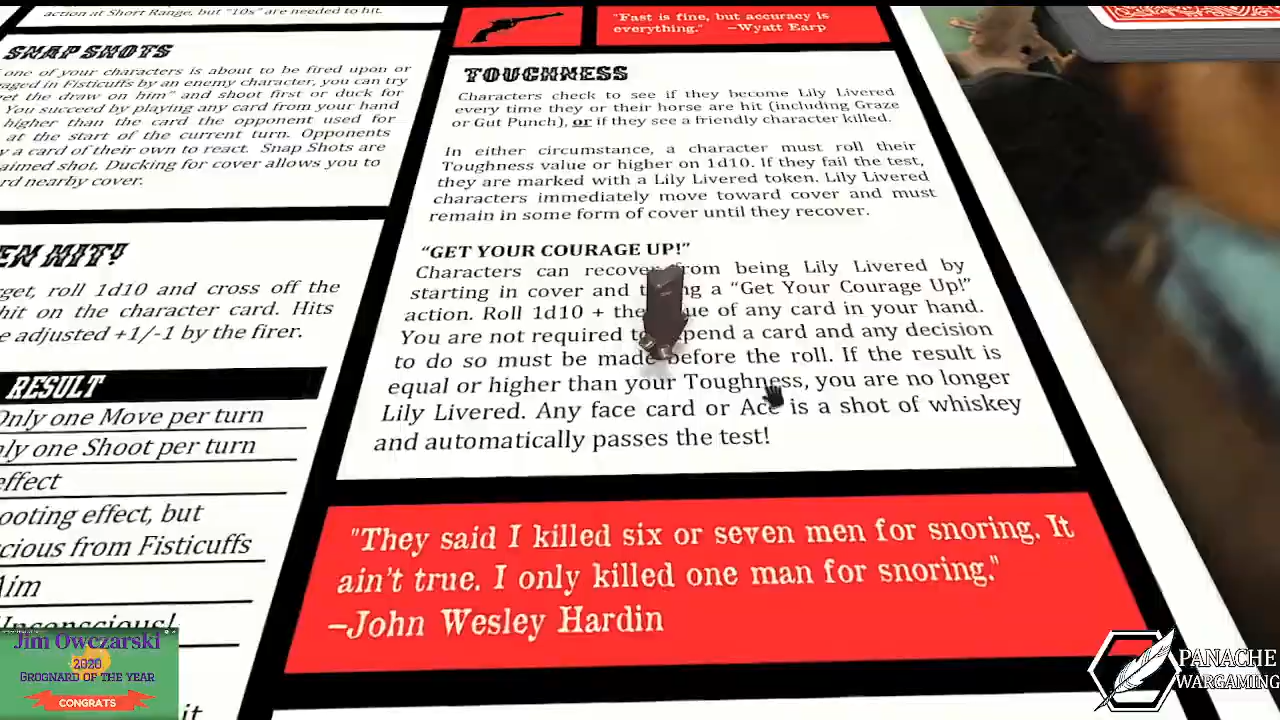 action at Short Range, but "10s" are needed to hit.
SNAP SHOTS
one of your characters is about to be fired upon or
aged in Fisticuffs by an enemy character, you can try
et the draw on him" and shoot first or duck for
You succeed by playing any card from your hand
higher than the card the opponent used for
at the start of the current turn. Opponents
y a card of their own to react. Snap Shots are
aimed shot. Ducking for cover allows you to
rd nearby cover.
EN HIT!
rget, roll 1d10 and cross off the
hit on the character card. Hits
e adjusted +1/-1 by the firer.
RESULT
Only one Move per turn
nly one Shoot per turn
effect
ooting effect, but
cious from Fisticuffs
Aim
Unconscious!
it
"Fast is fine, but accuracy is
everything." –Wyatt Earp
TOUGHNESS
Characters check to see if they become Lily Livered
every time they or their horse are hit (including Graze
or Gut Punch), or if they see a friendly character killed.
In either circumstance, a character must roll their
Toughness value or higher on 1d10. If they fail the test,
they are marked with a Lily Livered token. Lily Livered
characters immediately move toward cover and must
remain in some form of cover until they recover.
"GET YOUR COURAGE UP!"
Characters can recover from being Lily Livered by
starting in cover and ng a "Get Your Courage Up!"
action. Roll 1d10 + the ue of any card in your hand.
You are not required to spend a card and any decision
to do so must be made before the roll. If the result is
equal or higher than your Toughness, you are no longer
Lily Livered. Any face card or Ace is a shot of whiskey
and automatically passes the test!
"They said I killed six or seven men for snoring. It
ain't true. I only killed one man for snoring."
–John Wesley Hardin
Jim Owczarski
2020
GROGNARD OF THE YEAR
CONGRATS
PANACHE
WARGAMING